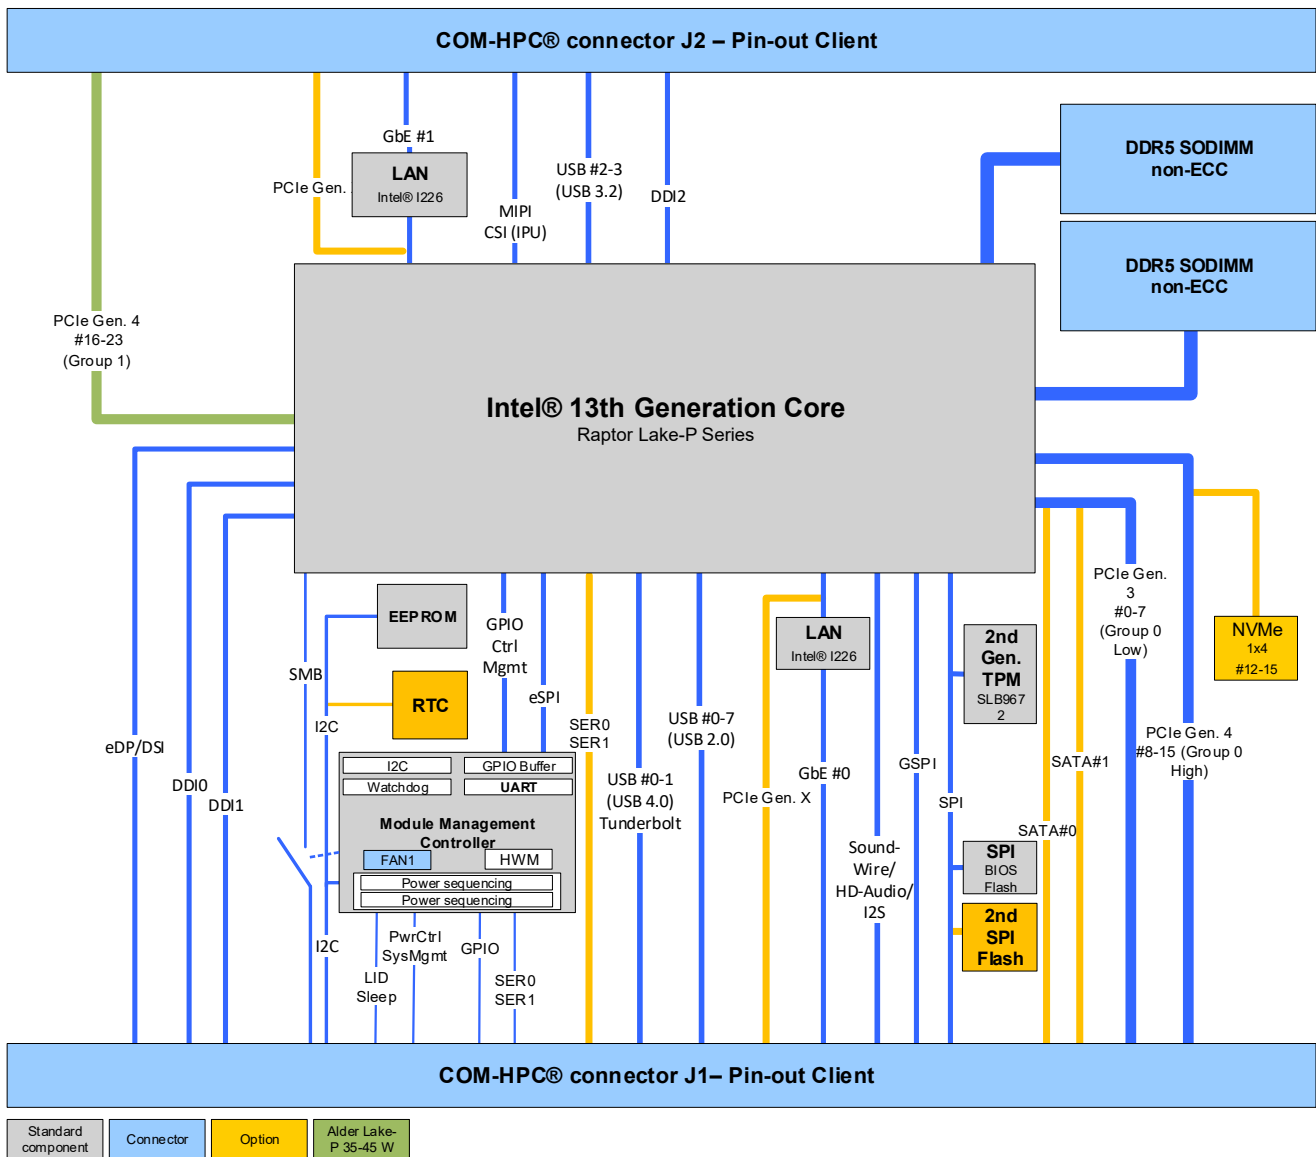 COM-HPC® connector J2 – Pin-out Client
GbE #1
LAN
Intel® I226
PCIe Gen.
MIPI
CSI (IPU)
USB #2-3
(USB 3.2)
DDI2
DDR5 SODIMM
non-ECC
DDR5 SODIMM
non-ECC
PCIe Gen. 4
#16-23
(Group 1)
Intel® 13th Generation Core
Raptor Lake-P Series
EEPROM
RTC
SMB
I2C
GPIO
Ctrl
Mgmt
eSPI
SER0
SER1
USB #0-1
(USB 4.0)
Tunderbolt
USB #0-7
(USB 2.0)
PCIe Gen. X
LAN
Intel® I226
GbE #0
Sound-
Wire/
HD-Audio/
I2S
GSPI
SPI
2nd
Gen.
TPM
SLB967
2
SATA#0
SATA#1
PCIe Gen.
3
#0-7
(Group 0
Low)
PCIe Gen. 4
#8-15 (Group 0
High)
NVMe
1x4
#12-15
eDP/DSI
DDI0
DDI1
I2C
GPIO Buffer
Watchdog
UART
Module Management
Controller
FAN1
HWM
Power sequencing
Power sequencing
SPI
BIOS
Flash
2nd
SPI
Flash
I2C
LID
Sleep
PwrCtrl
SysMgmt
GPIO
SER0
SER1
COM-HPC® connector J1– Pin-out Client
Standard
component
Connector
Option
Alder Lake-
P 35-45 W